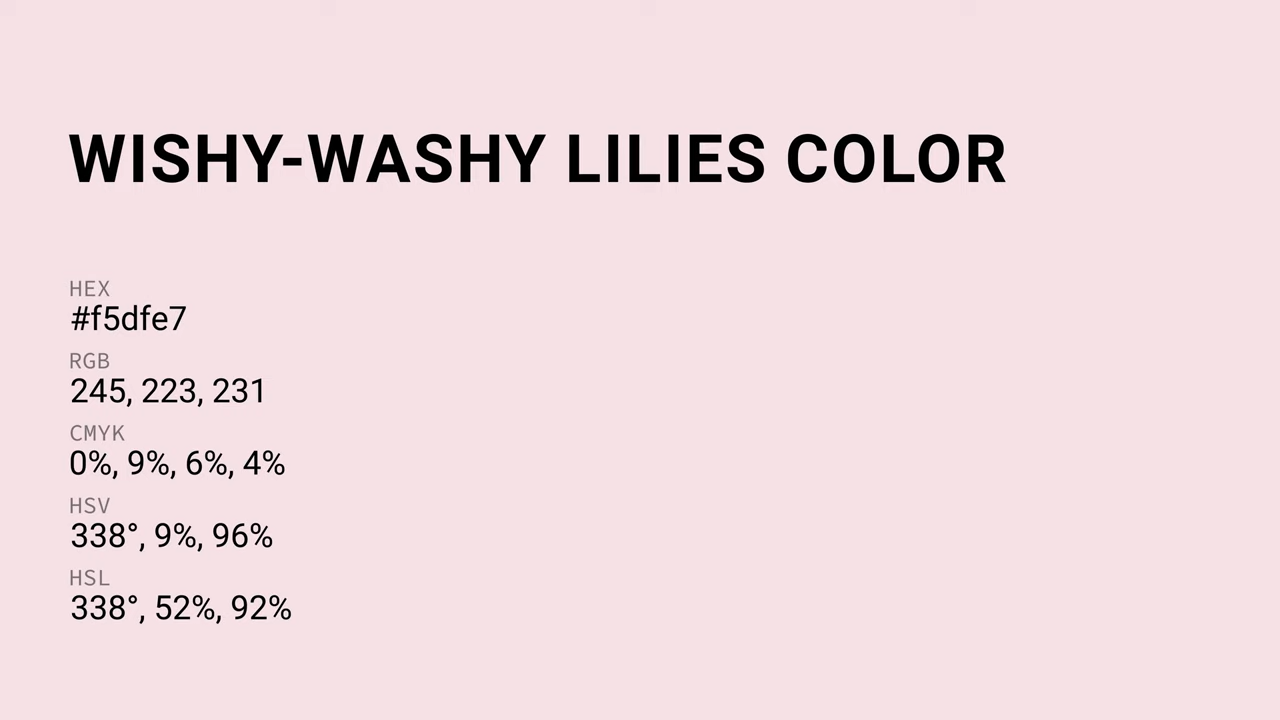 WISHY-WASHY LILIES COLOR
HEX
#f5dfe7
RGB
245, 223, 231
CMYK
0%, 9%, 6%, 4%
HSV
338°, 9%, 96%
HSL
338°, 52%, 92%